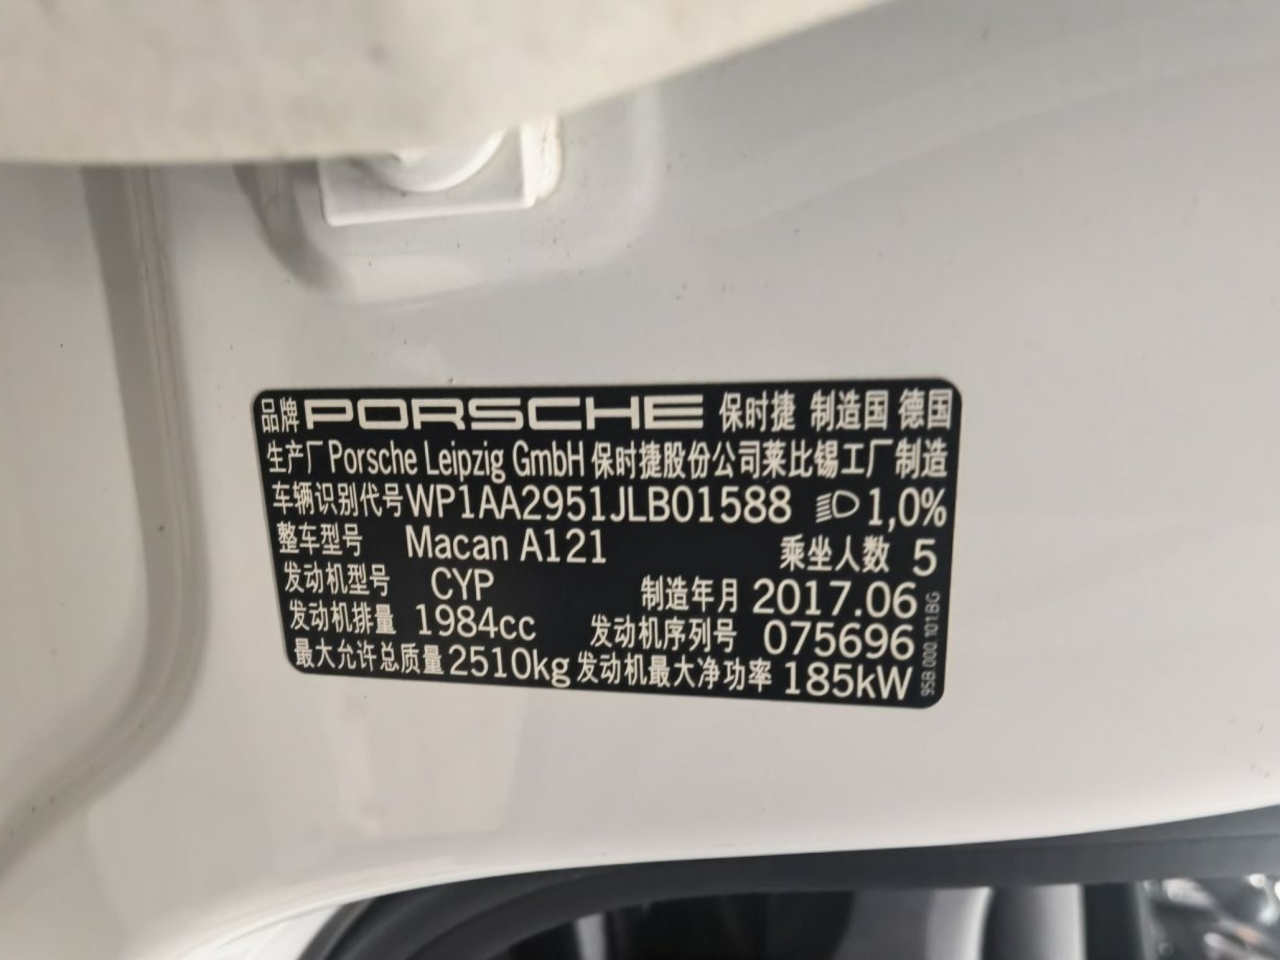 品牌 PORSCHE 保时捷 制造国 德国
生产厂 Porsche Leipzig GmbH 保时捷股份公司莱比锡工厂制造
车辆识别代号 WP1AA2951JLB01588 1,0%
整车型号 Macan A121 乘坐人数 5
发动机型号 CYP 制造年月 2017.06
发动机排量 1984cc 发动机序列号 075696
最大允许总质量 2510kg 发动机最大净功率 185kW
95B.000.101.BG